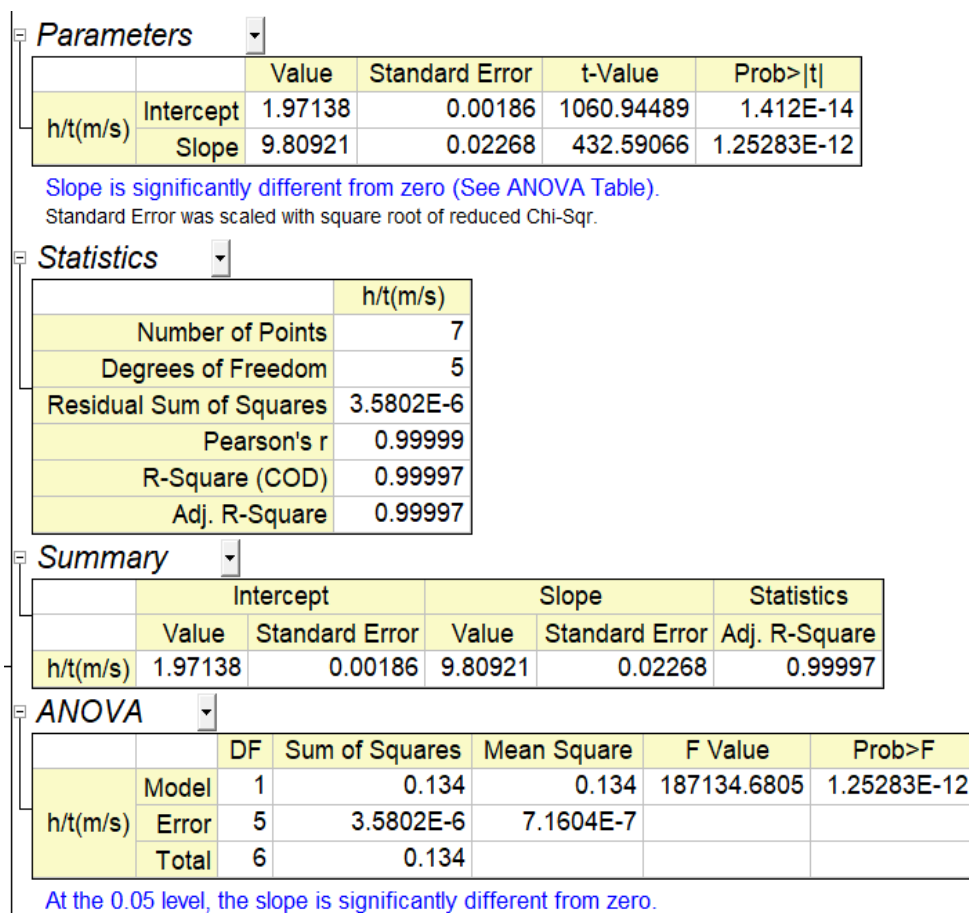 Parameters
Value Standard Error t-Value Prob>|t|
h/t(m/s) Intercept 1.97138 0.00186 1060.94489 1.412E-14
Slope 9.80921 0.02268 432.59066 1.25283E-12
Slope is significantly different from zero (See ANOVA Table).
Standard Error was scaled with square root of reduced Chi-Sqr.
Statistics
h/t(m/s)
Number of Points 7
Degrees of Freedom 5
Residual Sum of Squares 3.5802E-6
Pearson's r 0.99999
R-Square (COD) 0.99997
Adj. R-Square 0.99997
Summary
Intercept Slope Statistics
Value Standard Error Value Standard Error Adj. R-Square
h/t(m/s) 1.97138 0.00186 9.80921 0.02268 0.99997
ANOVA
DF Sum of Squares Mean Square F Value Prob>F
h/t(m/s) Model 1 0.134 0.134 187134.6805 1.25283E-12
Error 5 3.5802E-6 7.1604E-7
Total 6 0.134
At the 0.05 level, the slope is significantly different from zero.